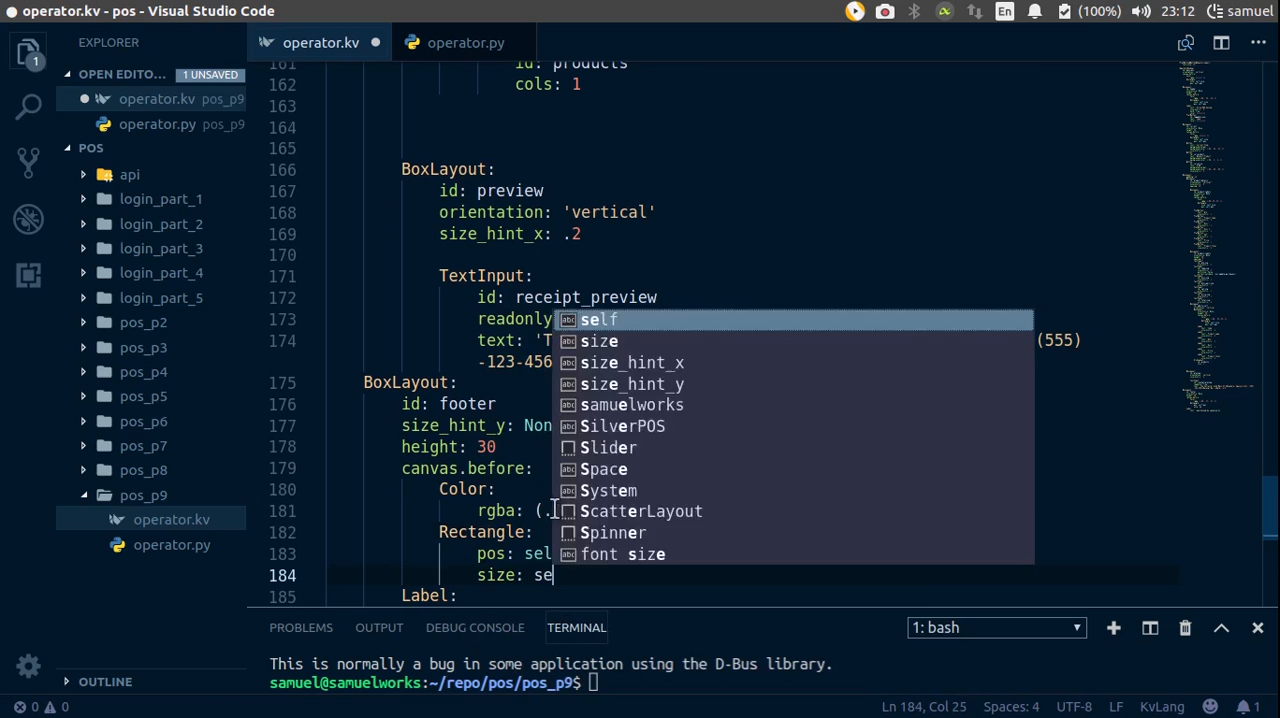 operator.kv - pos - Visual Studio Code
En
(100%)
23:12
samuel
EXPLORER
operator.kv
operator.py
OPEN EDITO...
1 UNSAVED
operator.kv pos_p9
operator.py pos_p9
POS
api
login_part_1
login_part_2
login_part_3
login_part_4
login_part_5
pos_p2
pos_p3
pos_p4
pos_p5
pos_p6
pos_p7
pos_p8
pos_p9
operator.kv
operator.py
OUTLINE
1
161 id: products
162 cols: 1
163
164
165
166 BoxLayout:
167 id: preview
168 orientation: 'vertical'
169 size_hint_x: .2
170
171 TextInput:
172 id: receipt_preview
173 readonly
174 text: 'T (555)
-123-456
175 BoxLayout:
176 id: footer
177 size_hint_y: Non
178 height: 30
179 canvas.before:
180 Color:
181 rgba: (.
182 Rectangle:
183 pos: sel
184 size: se
185 Label:
self
size
size_hint_x
size_hint_y
samuelworks
SilverPOS
Slider
Space
System
ScatterLayout
Spinner
font size
PROBLEMS OUTPUT DEBUG CONSOLE TERMINAL
1: bash
This is normally a bug in some application using the D-Bus library.
samuel@samuelworks:~/repo/pos/pos_p9$
0 0
Ln 184, Col 25 Spaces: 4 UTF-8 LF KvLang 1